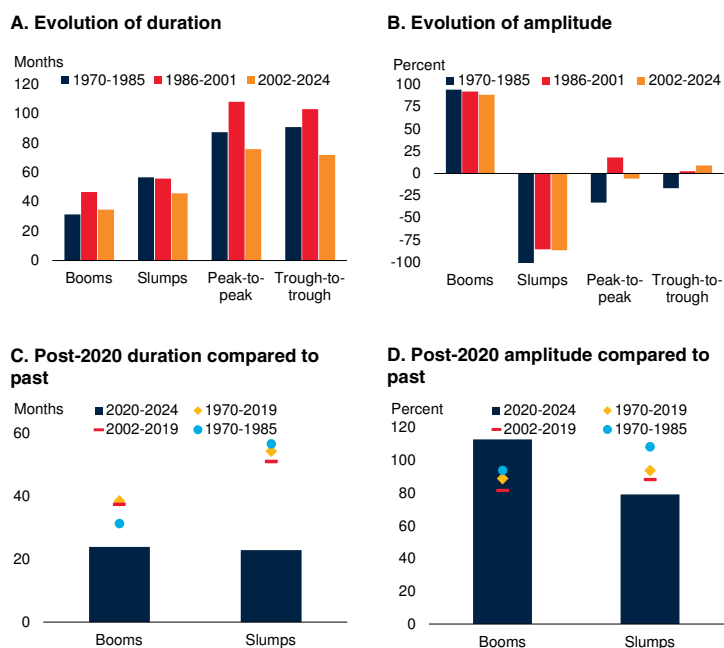 A. Evolution of duration
Months
1970-1985 1986-2001 2002-2024
120
100
80
60
40
20
0
Booms Slumps Peak-to-peak Trough-to-trough
B. Evolution of amplitude
Percent
1970-1985 1986-2001 2002-2024
100
75
50
25
0
-25
-50
-75
-100
Booms Slumps Peak-to-peak Trough-to-trough
C. Post-2020 duration compared to
past
Months
2020-2024 1970-2019
2002-2019 1970-1985
60
40
20
0
Booms Slumps
D. Post-2020 amplitude compared to
past
Percent
2020-2024 1970-2019
2002-2019 1970-1985
120
100
80
60
40
20
0
Booms Slumps